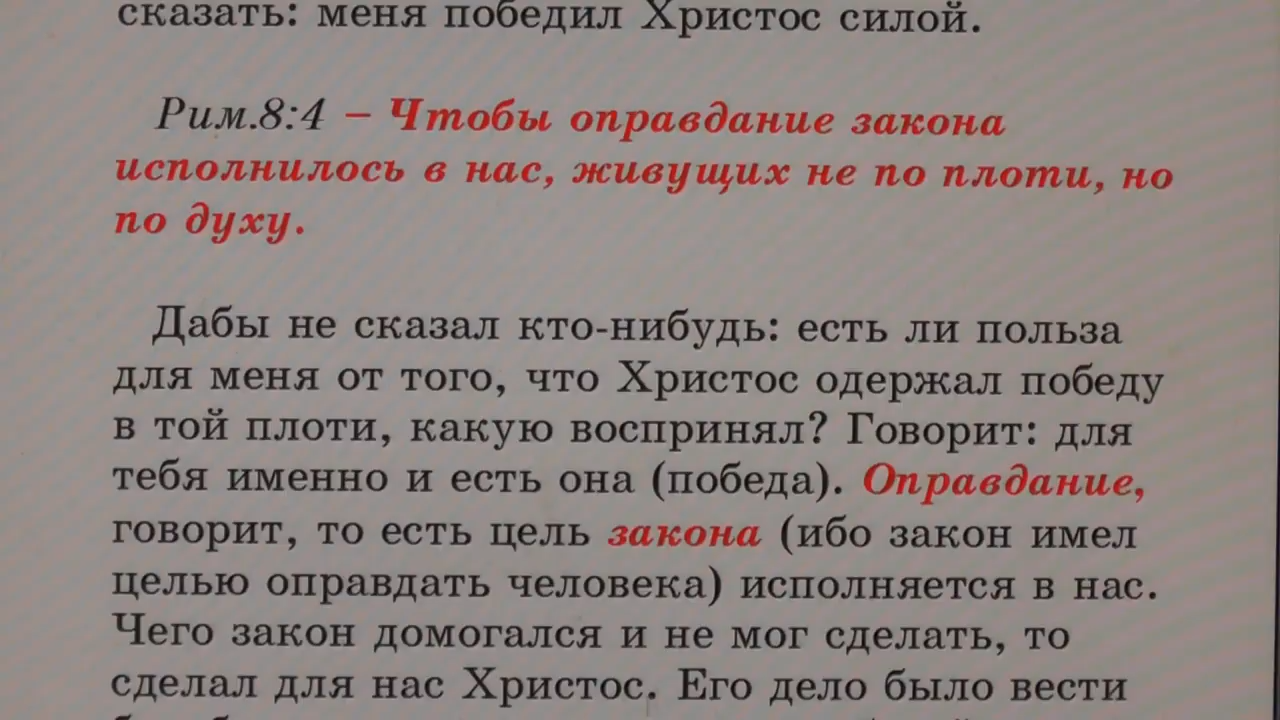 сказать: меня победил Христос силой.
Рим.8:4 – Чтобы оправдание закона
исполнилось в нас, живущих не по плоти, но
по духу.
Дабы не сказал кто-нибудь: есть ли польза
для меня от того, что Христос одержал победу
в той плоти, какую воспринял? Говорит: для
тебя именно и есть она (победа). Оправдание,
говорит, то есть цель закона (ибо закон имел
целью оправдать человека) исполняется в нас.
Чего закон домогался и не мог сделать, то
сделал для нас Христос. Его дело было вести